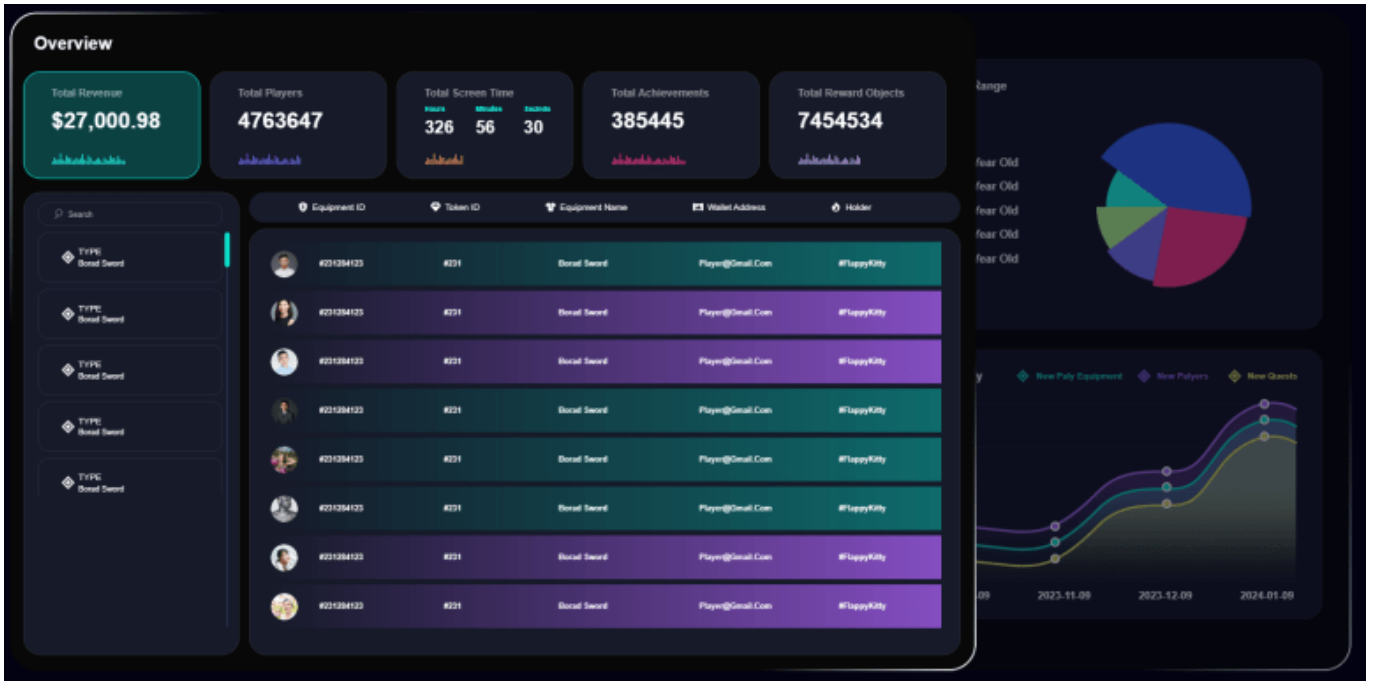 Overview
Total Revenue
$27,000.98
Total Players
4763647
Total Screen Time
Hours Minutes Seconds
326 56 30
Total Achievements
385445
Total Reward Objects
7454534
Search
TYPE
Borad Sword
TYPE
Borad Sword
TYPE
Borad Sword
TYPE
Borad Sword
TYPE
Borad Sword
Equipment ID Token ID Equipment Name Wallet Address Holder
#231284123 #231 Borad Sword Player@Gmail.Com #FlappyKitty
#231284123 #231 Borad Sword Player@Gmail.Com #FlappyKitty
#231284123 #231 Borad Sword Player@Gmail.Com #FlappyKitty
#231284123 #231 Borad Sword Player@Gmail.Com #FlappyKitty
#231284123 #231 Borad Sword Player@Gmail.Com #FlappyKitty
#231284123 #231 Borad Sword Player@Gmail.Com #FlappyKitty
#231284123 #231 Borad Sword Player@Gmail.Com #FlappyKitty
#231284123 #231 Borad Sword Player@Gmail.Com #FlappyKitty
Range
Year Old
Year Old
Year Old
Year Old
Year Old
y New Paly Equipment New Palyers New Quests
-09 2023-11-09 2023-12-09 2024-01-09